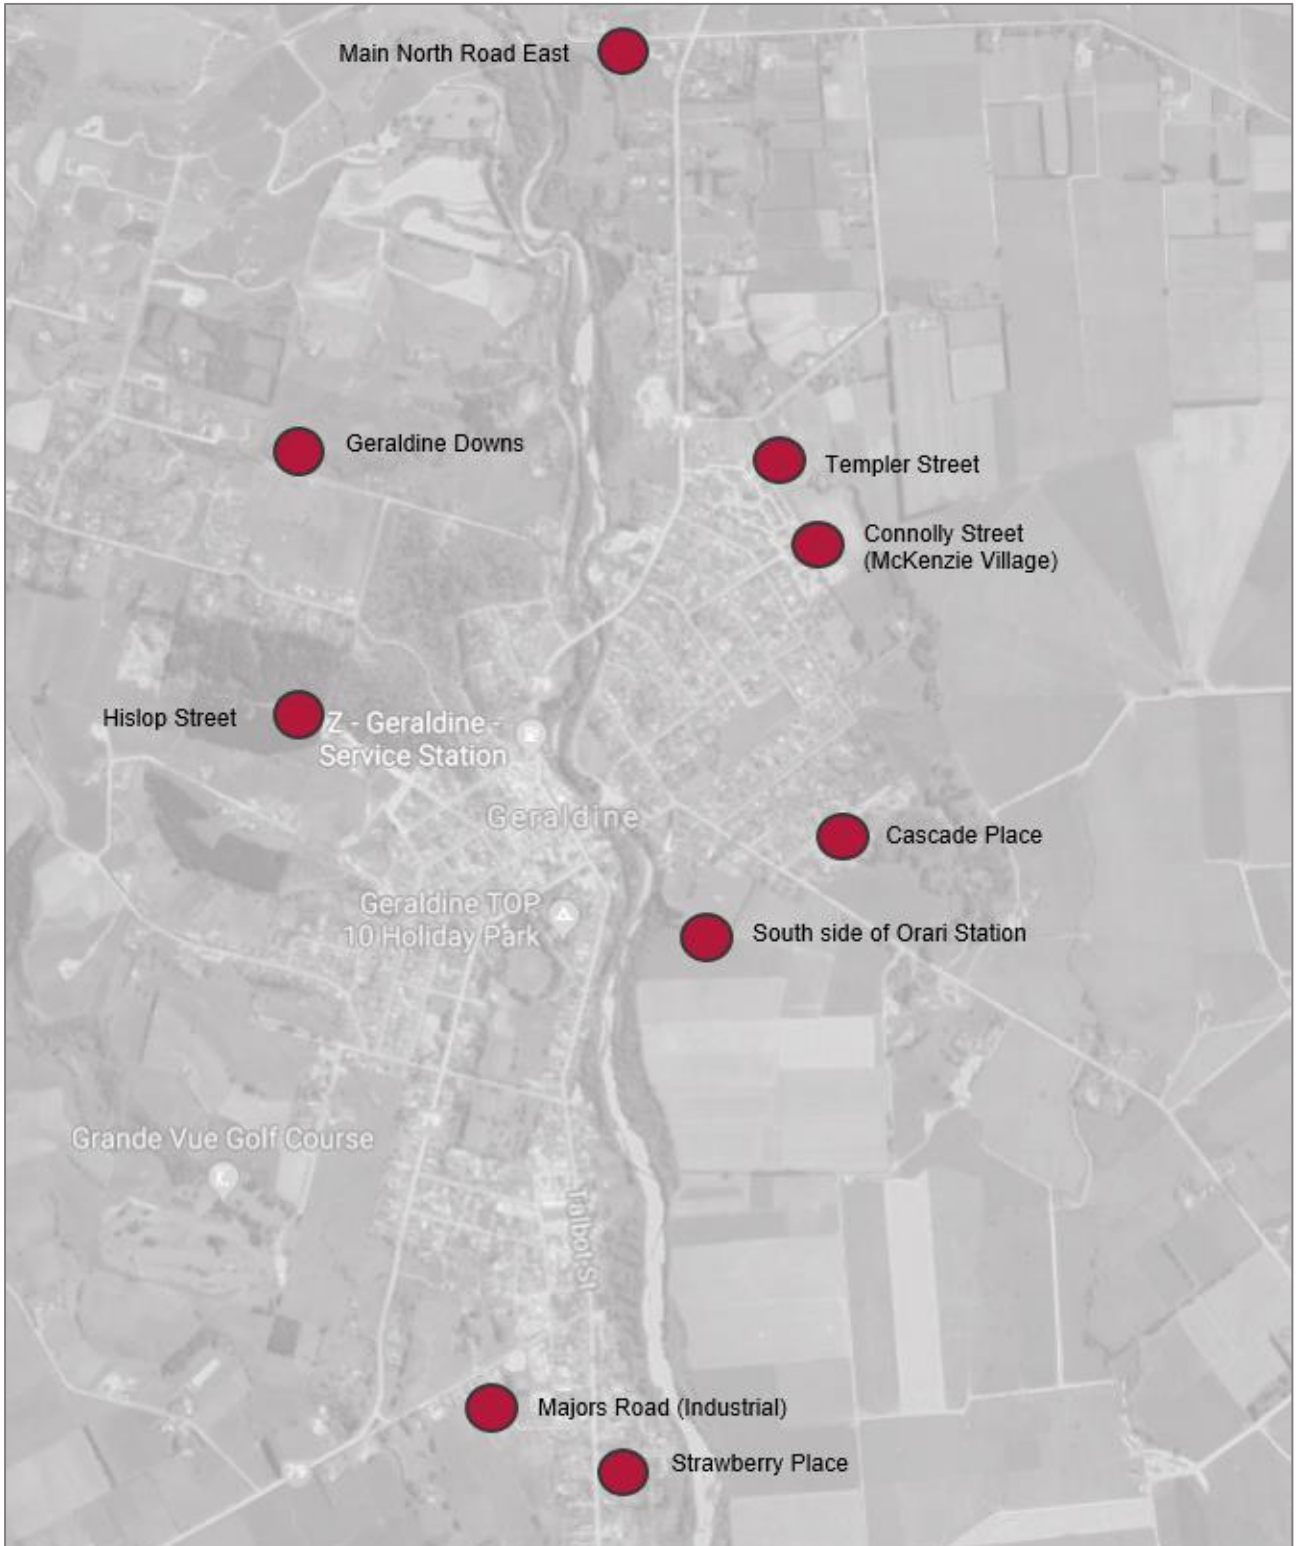 Main North Road East
Geraldine Downs
Templer Street
Connolly Street
(McKenzie Village)
Hislop Street
Z - Geraldine -
Service Station
Geraldine
Cascade Place
Geraldine TOP
10 Holiday Park
South side of Orari Station
Grande Vue Golf Course
Talbot St
Majors Road (Industrial)
Strawberry Place